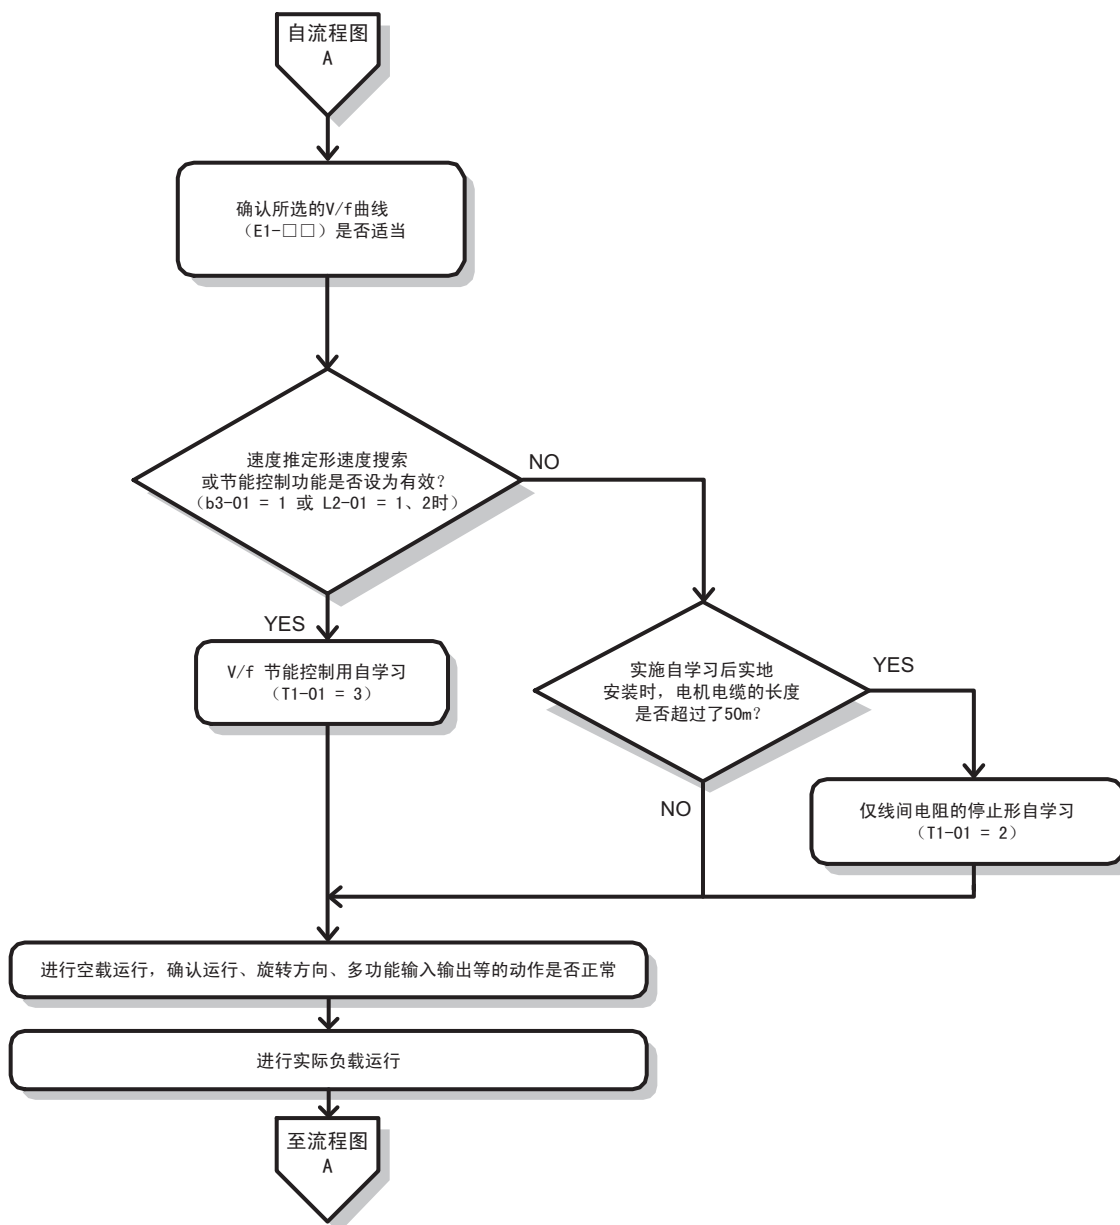 自流程图
A
确认所选的V/f曲线
（E1-□□）是否适当
速度推定形速度搜索
或节能控制功能是否设为有效？
（b3-01 = 1 或 L2-01 = 1、2时）
NO
YES
V/f 节能控制用自学习
（T1-01 = 3）
实施自学习后实地
安装时，电机电缆的长度
是否超过了50m？
YES
NO
仅线间电阻的停止形自学习
（T1-01 = 2）
进行空载运行，确认运行、旋转方向、多功能输入输出等的动作是否正常
进行实际负载运行
至流程图
A